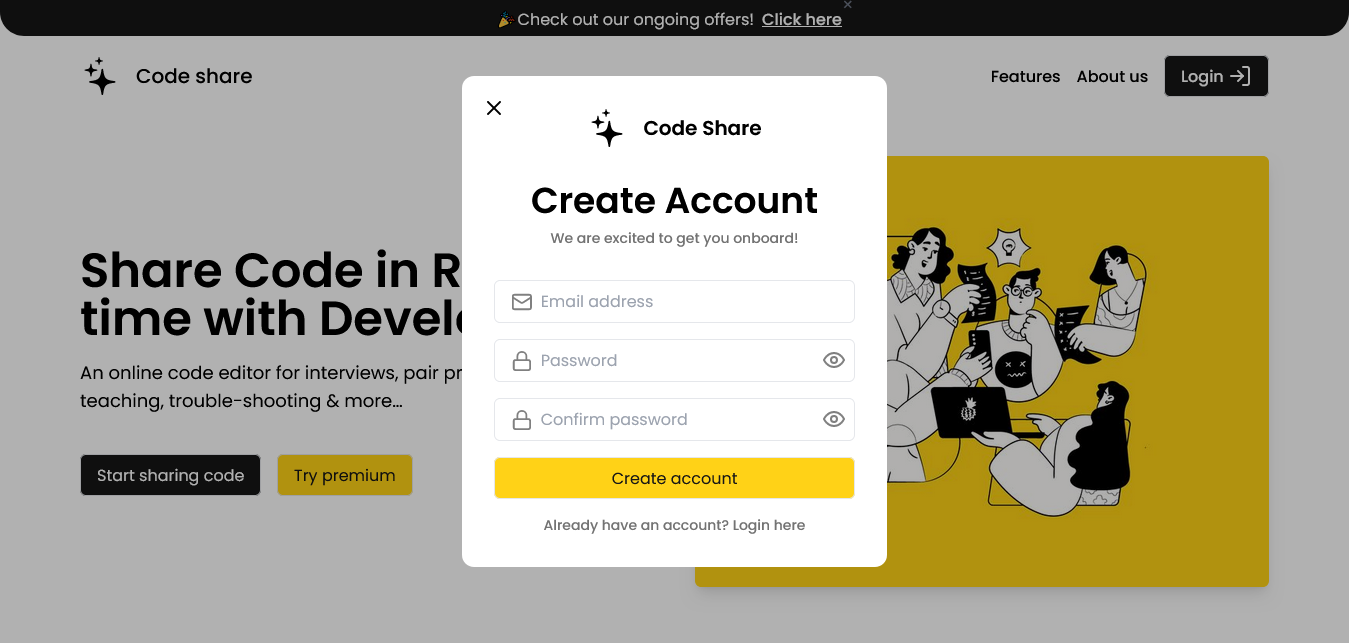 🎉 Check out our ongoing offers! Click here
Code share
Features
About us
Login
Code Share
Create Account
We are excited to get you onboard!
Email address
Password
Confirm password
Create account
Already have an account? Login here
Share Code in R
time with Devel
An online code editor for interviews, pair pr
teaching, trouble-shooting & more...
Start sharing code
Try premium